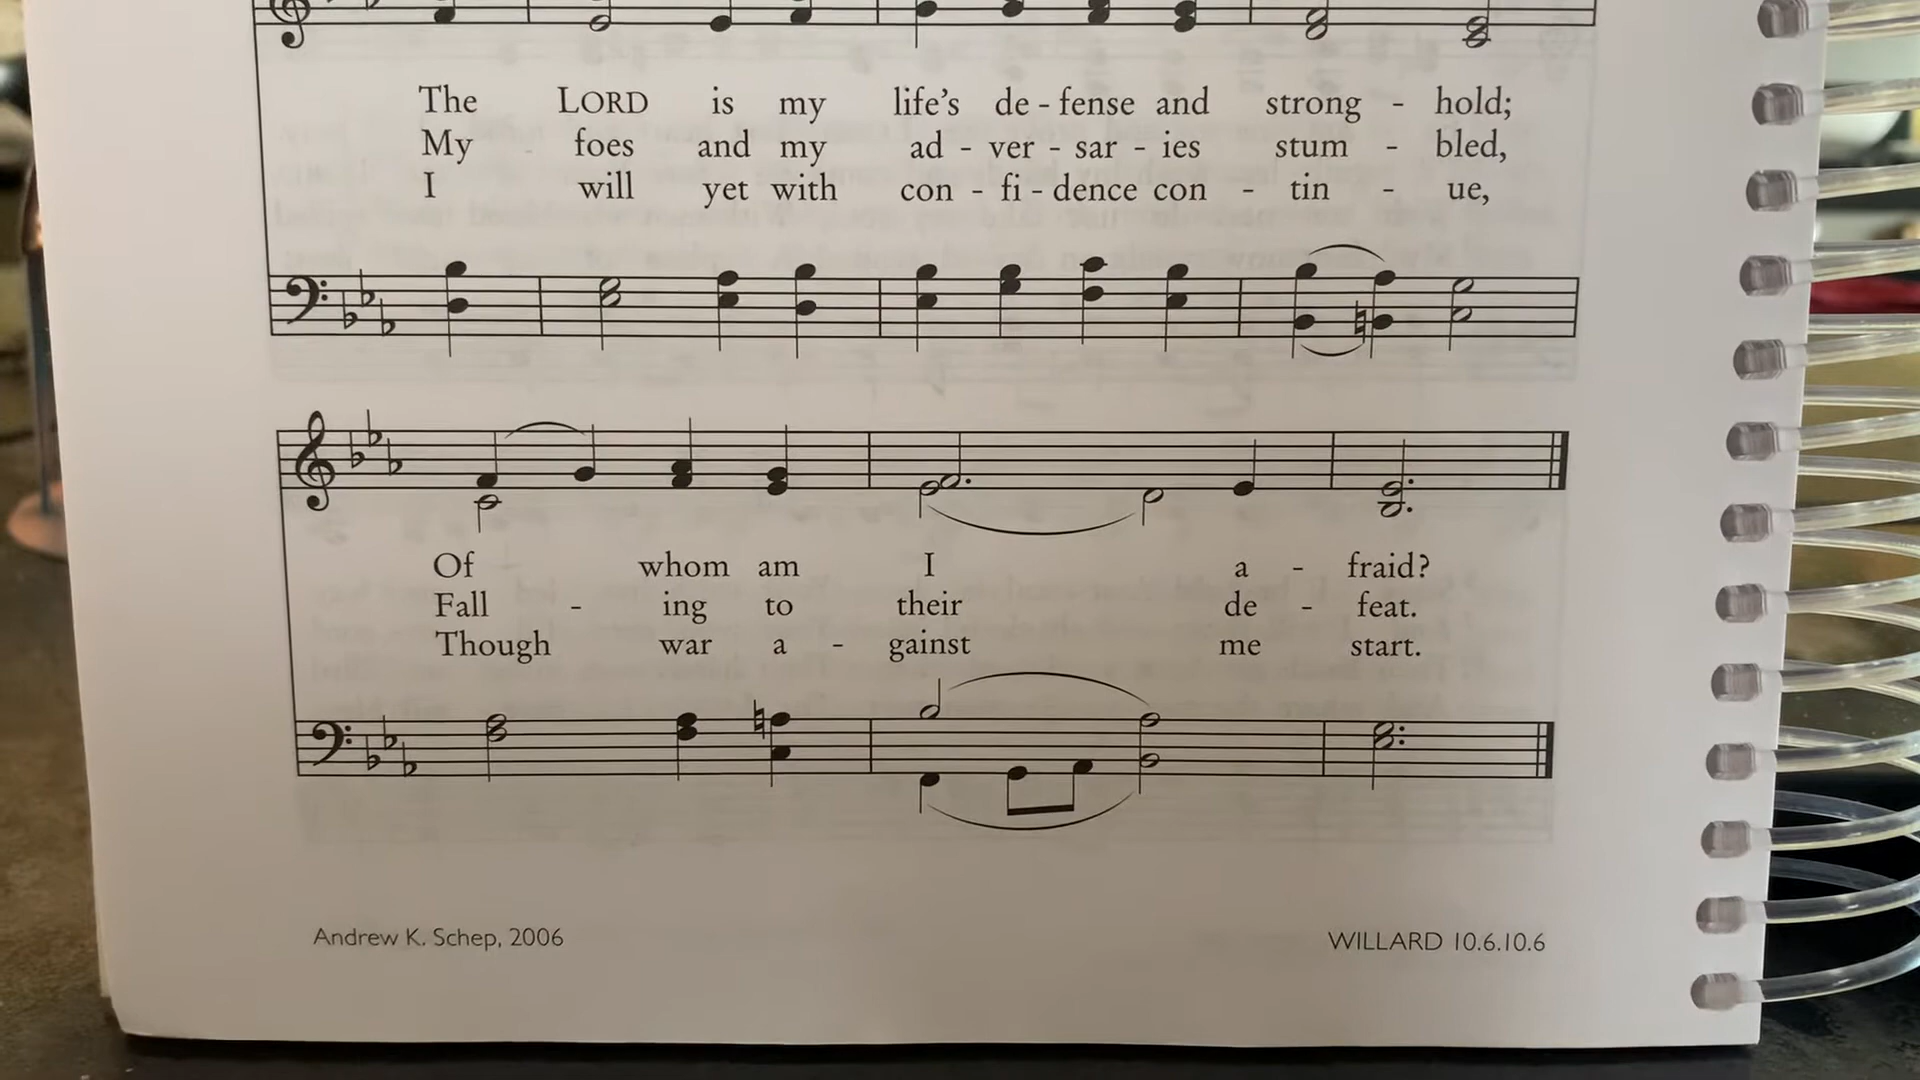 The LORD is my life's de - fense and strong - hold;
My foes and my ad - ver - sar - ies stum - bled,
I will yet with con - fi - dence con - tin - ue,
Of whom am I a - fraid?
Fall - ing to their de - feat.
Though war a - gainst me start.
Andrew K. Schep, 2006
WILLARD 10.6.10.6